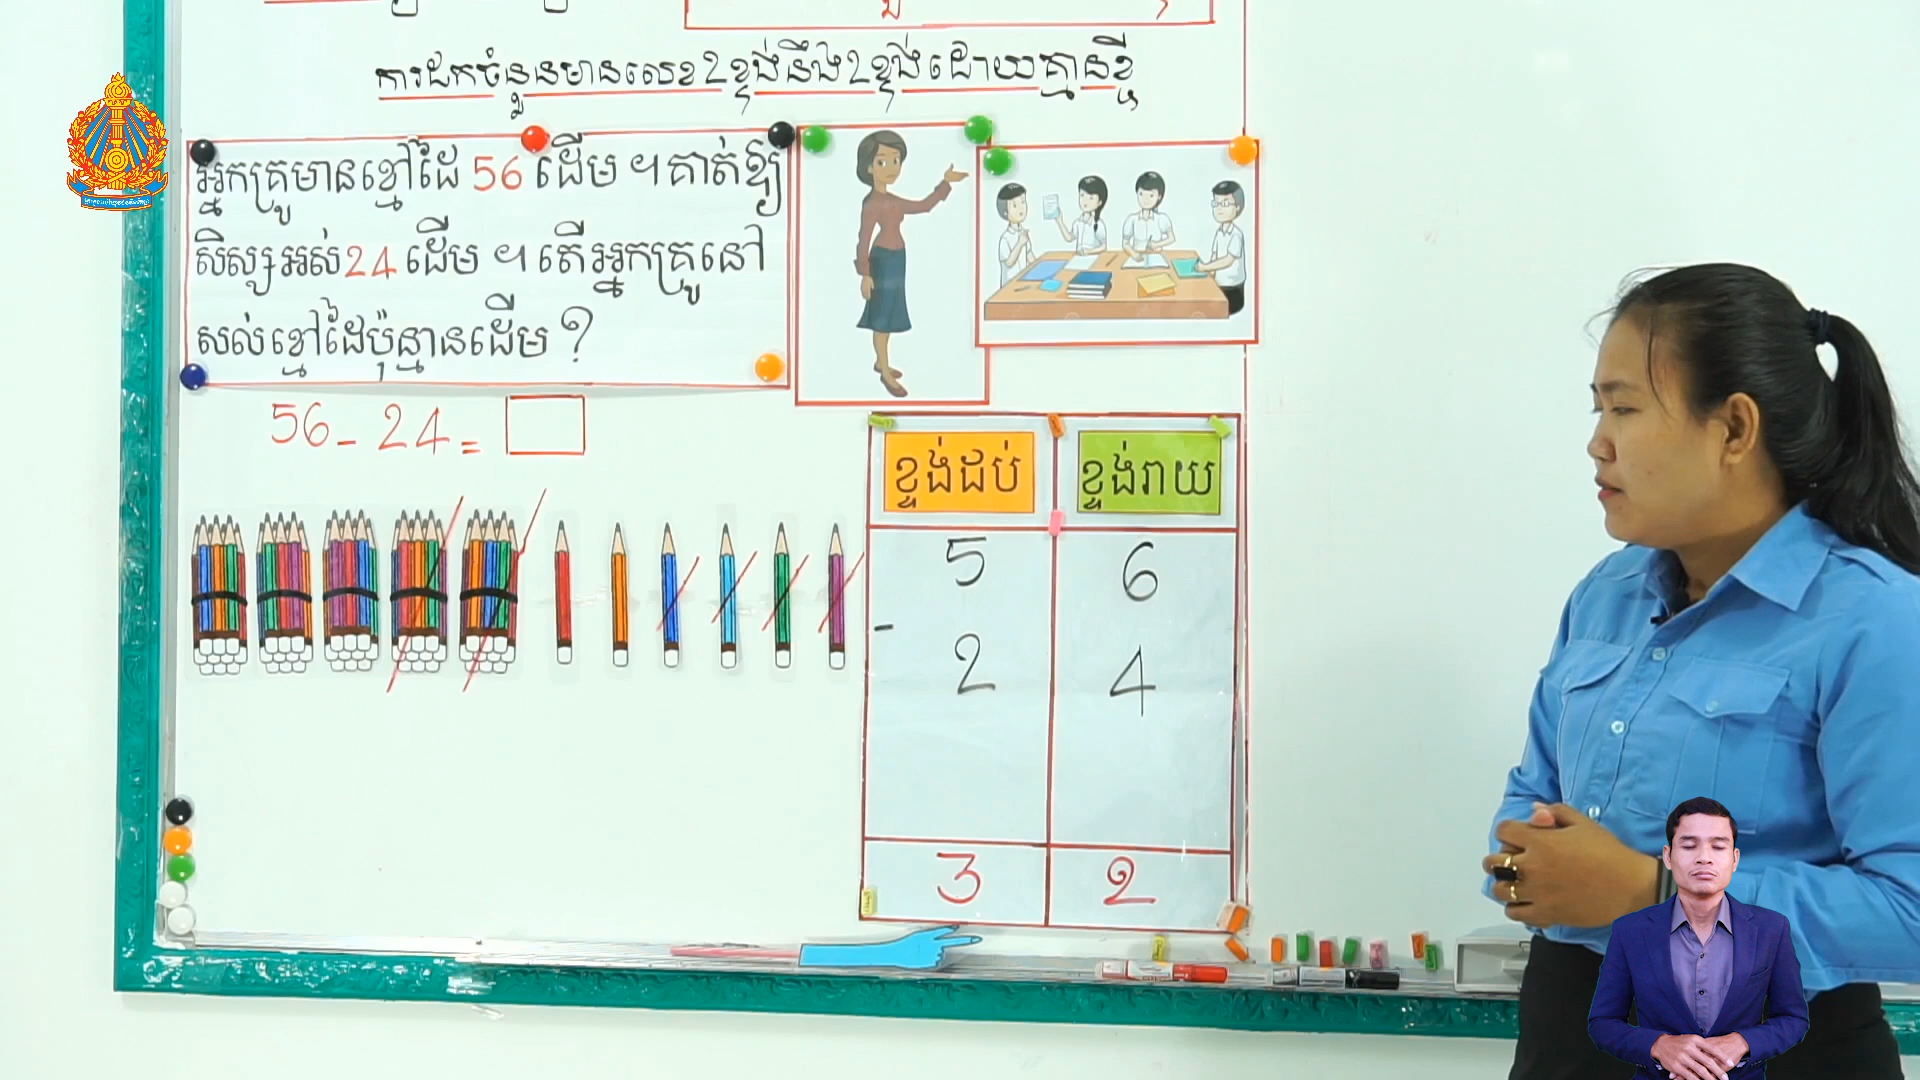 ការដកចំនួនមានលេខ 2 ខ្ទង់នឹង 2 ខ្ទង់ ដោយគ្មានខ្ចី
អ្នកគ្រូមានខ្មៅដៃ 56 ដើម ។ គាត់ឱ្យ
សិស្សអស់ 24 ដើម ។ តើអ្នកគ្រូនៅ
សល់ខ្មៅដៃប៉ុន្មានដើម ?
56 - 24 =
ខ្ទង់ដប់ ខ្ទង់រាយ
5 6
-
2 4
3 2